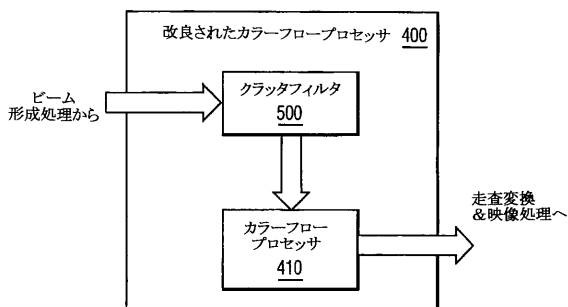 改良されたカラーフロープロセッサ 400
ビーム
形成処理から
クラッタフィルタ
500
カラーフロー
プロセッサ
410
走査変換
＆映像処理へ